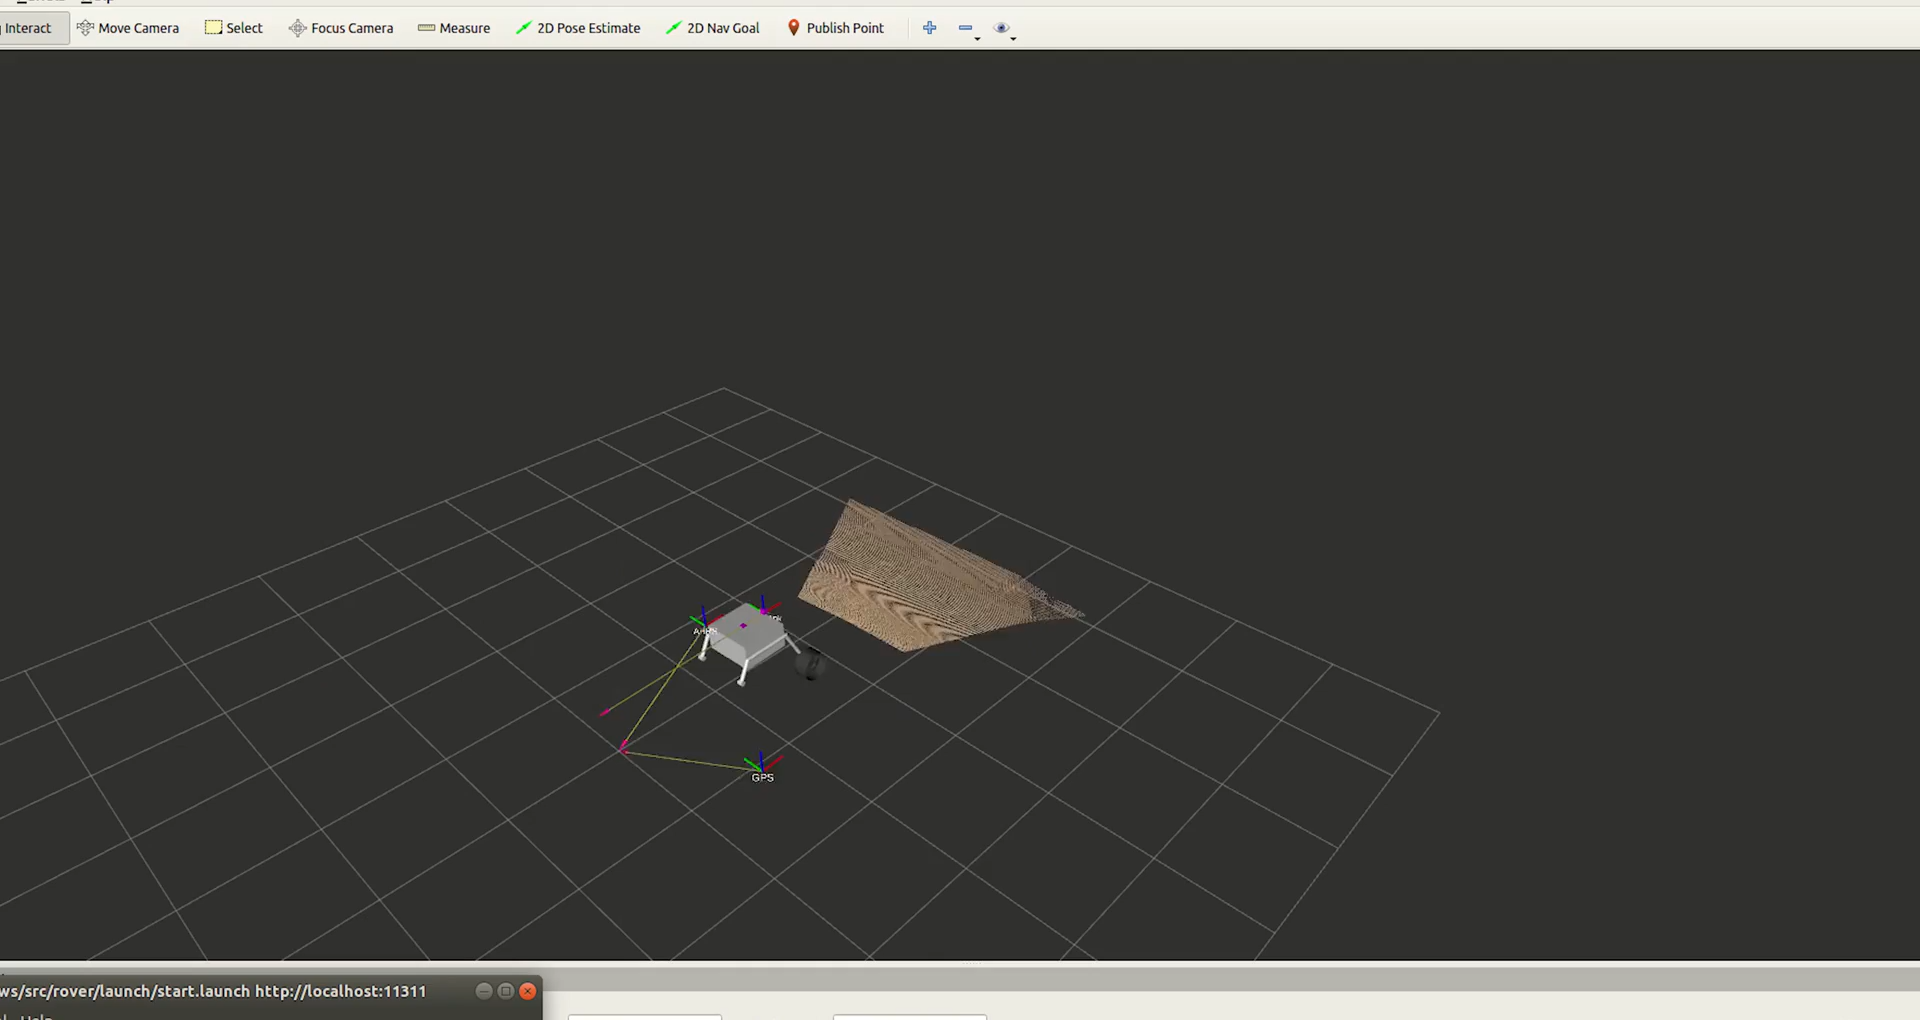 Interact Move Camera Select Focus Camera Measure 2D Pose Estimate 2D Nav Goal Publish Point
GPS
ws/src/rover/launch/start.launch http://localhost:11311
Help